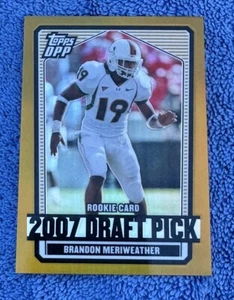 Topps
DPP
19
ROOKIE CARD
2007 DRAFT PICK
BRANDON MERIWEATHER